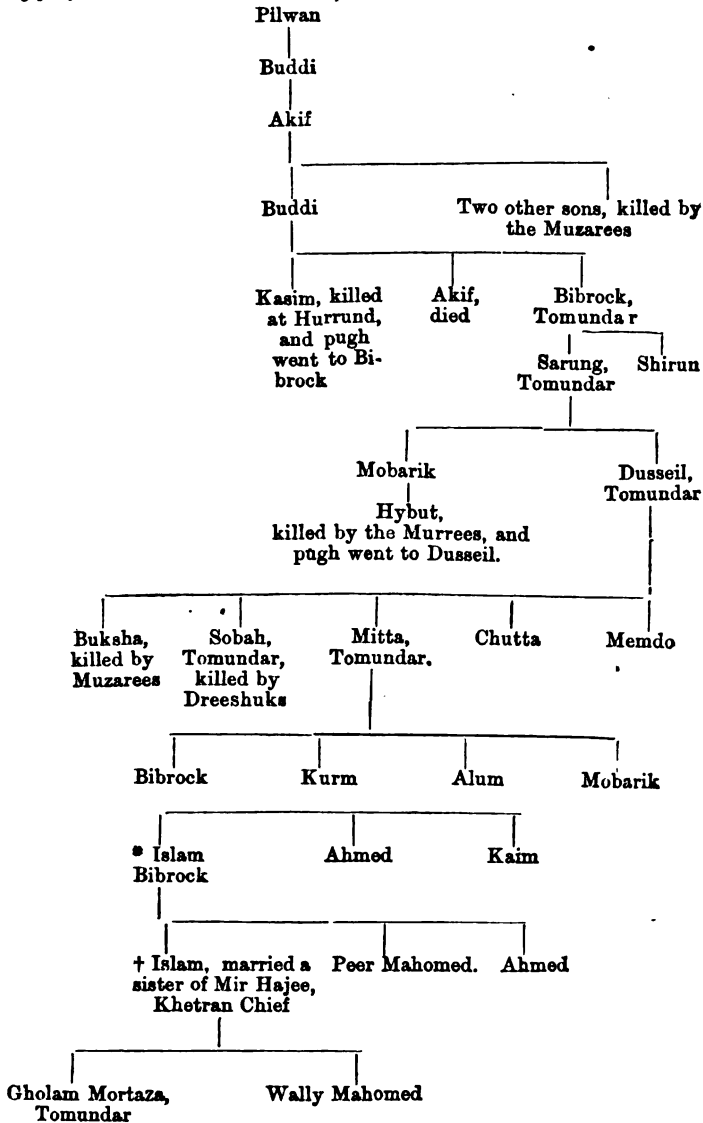 Pilwan
Buddi
Akif
Buddi
Two other sons, killed by
the Muzarees
Kasim, killed
at Hurrund,
and pugh
went to Bi-
brock
Akif,
died
Bibrock,
Tomundar
Sarung,
Tomundar
Shirun
Mobarik
Dusseil,
Tomundar
Hybut,
killed by the Murrees, and
pugh went to Dusseil.
Buksha,
killed by
Muzarees
Sobah,
Tomundar,
killed by
Dreeshuks
Mitta,
Tomundar.
Chutta
Memdo
Bibrock
Kurm
Alum
Mobarik
* Islam
Bibrock
Ahmed
Kaim
† Islam, married a
sister of Mir Hajee,
Khetran Chief
Peer Mahomed.
Ahmed
Gholam Mortaza,
Tomundar
Wally Mahomed